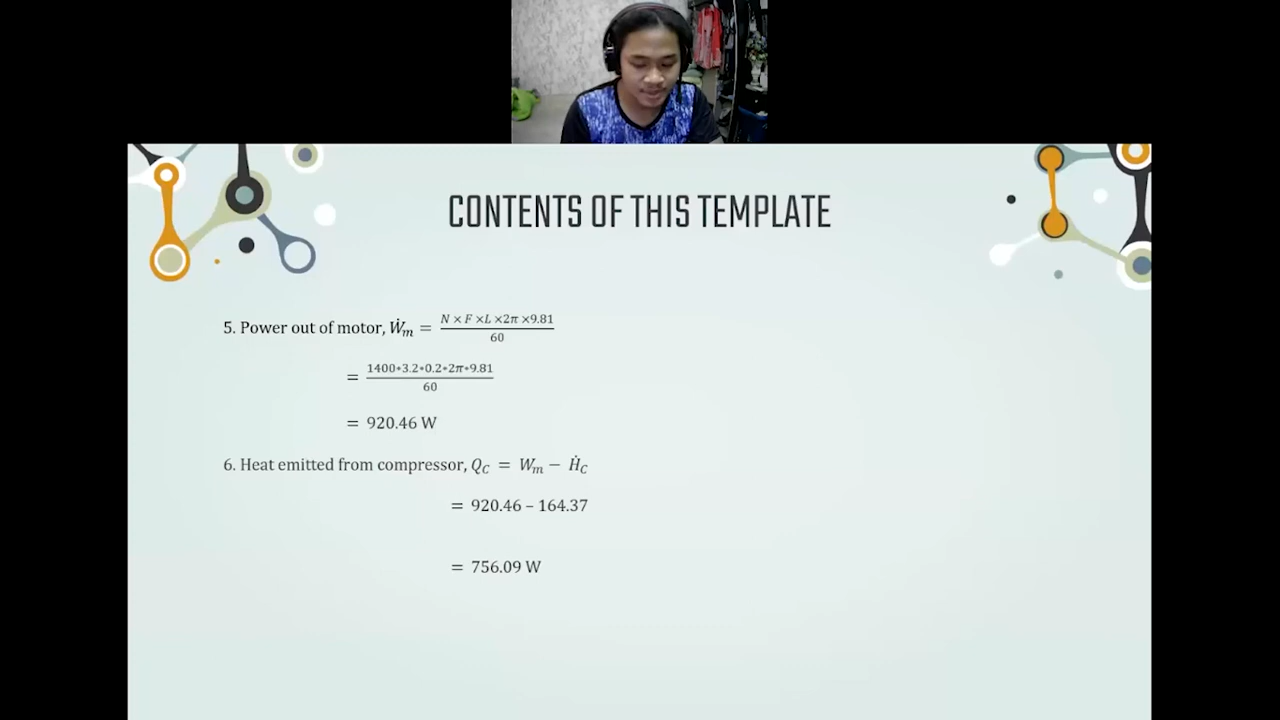 CONTENTS OF THIS TEMPLATE
5. Power out of motor, Ẇₘ = (N × F ×L ×2π ×9.81)/60
= (1400∗3.2∗0.2∗2π∗9.81)/60
= 920.46 W
6. Heat emitted from compressor, Q_C = Wₘ − Ḣ_C
= 920.46 – 164.37
= 756.09 W